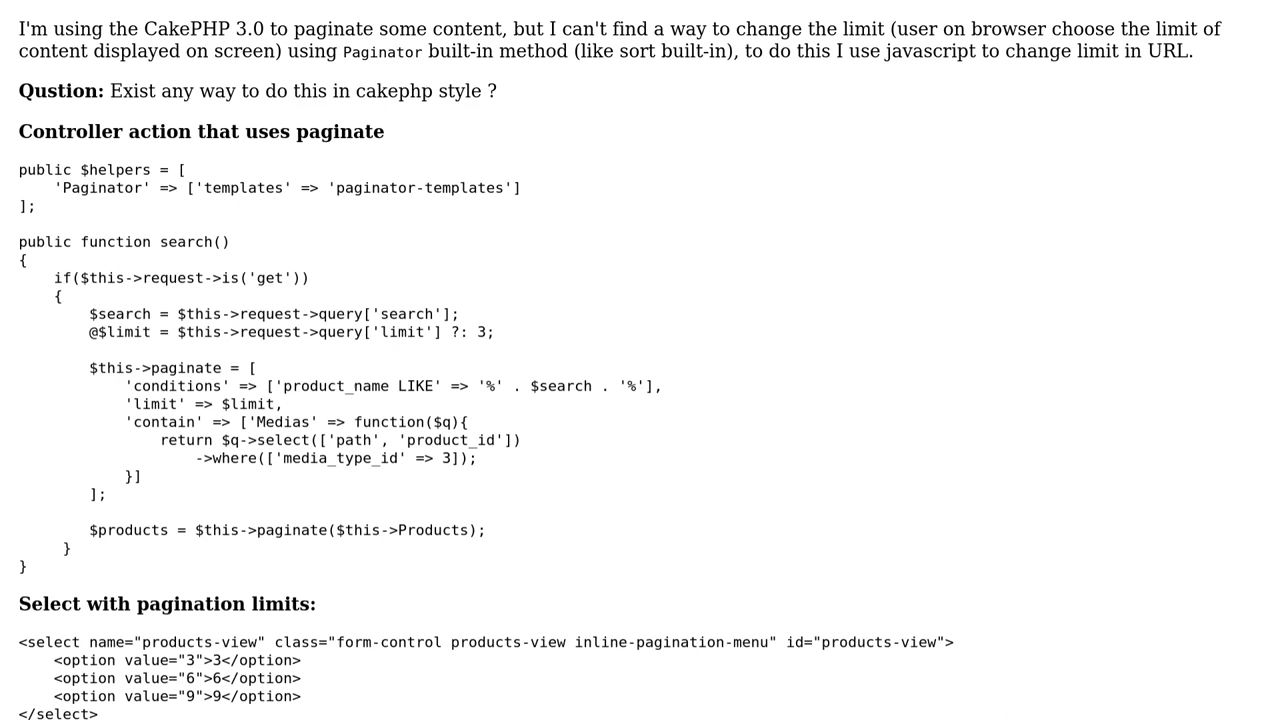 I'm using the CakePHP 3.0 to paginate some content, but I can't find a way to change the limit (user on browser choose the limit of
content displayed on screen) using Paginator built-in method (like sort built-in), to do this I use javascript to change limit in URL.
Qustion: Exist any way to do this in cakephp style ?
Controller action that uses paginate
public $helpers = [
    'Paginator' => ['templates' => 'paginator-templates']
];
public function search()
{
    if($this->request->is('get'))
    {
        $search = $this->request->query['search'];
        @$limit = $this->request->query['limit'] ?: 3;
        $this->paginate = [
            'conditions' => ['product_name LIKE' => '%' . $search . '%'],
            'limit' => $limit,
            'contain' => ['Medias' => function($q){
                return $q->select(['path', 'product_id'])
                    ->where(['media_type_id' => 3]);
            }]
        ];
        $products = $this->paginate($this->Products);
     }
}
Select with pagination limits:
<select name="products-view" class="form-control products-view inline-pagination-menu" id="products-view">
    <option value="3">3</option>
    <option value="6">6</option>
    <option value="9">9</option>
</select>